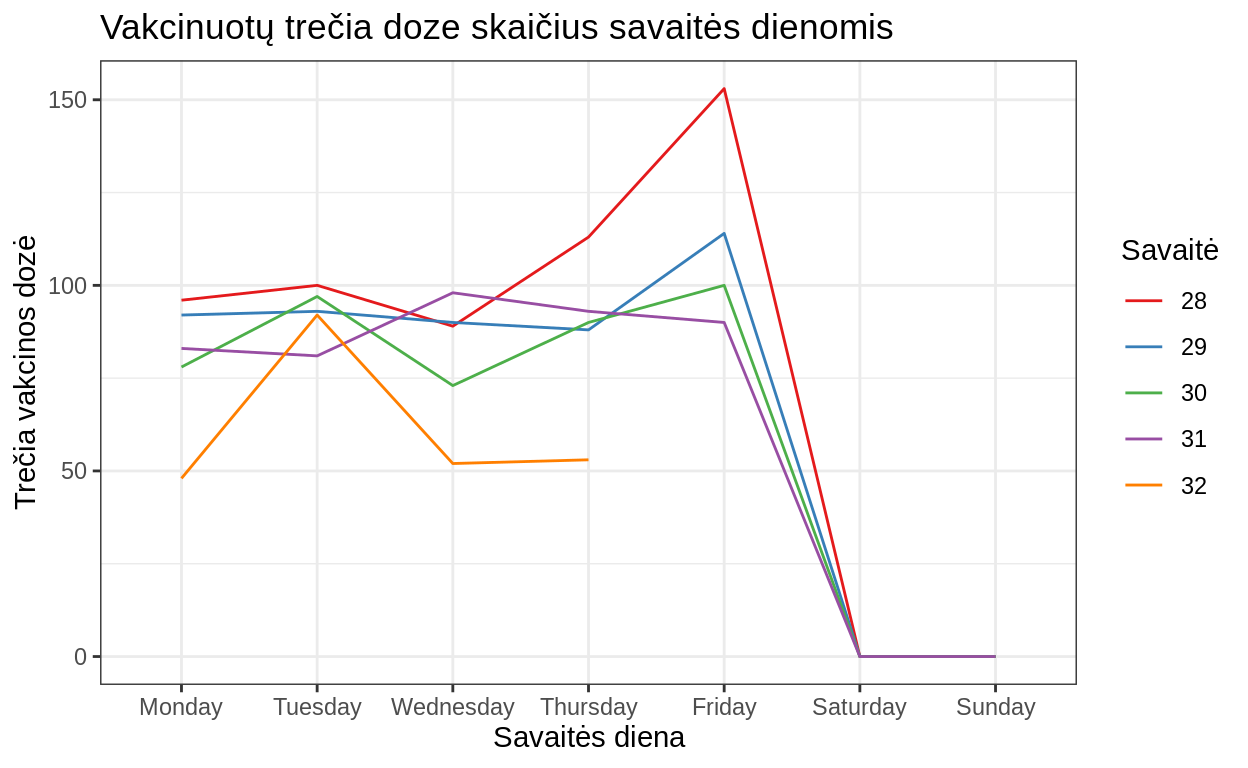 Vakcinuotų trečia doze skaičius savaitės dienomis
Trečia vakcinos dozė
150
100
50
0
Monday
Tuesday
Wednesday
Thursday
Friday
Saturday
Sunday
Savaitės diena
Savaitė
28
29
30
31
32